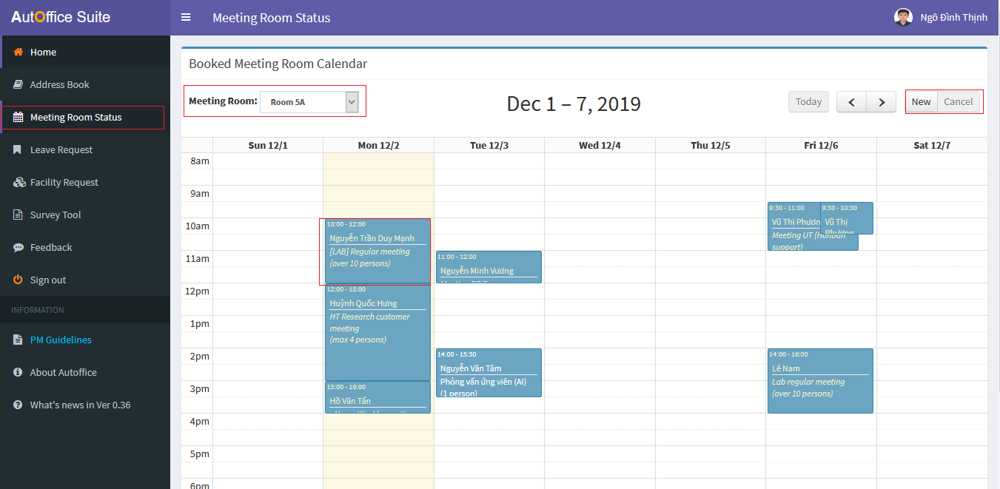 AutOffice Suite
Meeting Room Status
Ngô Đình Thịnh
Home
Address Book
Meeting Room Status
Leave Request
Facility Request
Survey Tool
Feedback
Sign out
INFORMATION
PM Guidelines
About Autoffice
What's news in Ver 0.36
Booked Meeting Room Calendar
Meeting Room: Room 5A
Dec 1 – 7, 2019
Today
New Cancel
Sun 12/1 Mon 12/2 Tue 12/3 Wed 12/4 Thu 12/5 Fri 12/6 Sat 12/7
8am
9am
10am
11am
12pm
1pm
2pm
3pm
4pm
5pm
6pm
10:00 - 12:00
Nguyễn Trần Duy Mạnh
[LAB] Regular meeting
(over 10 persons)
12:00 - 15:00
Huỳnh Quốc Hưng
HT Research customer
meeting
(max 4 persons)
15:00 - 16:00
Hồ Văn Tấn
11:00 - 12:00
Nguyễn Minh Vương
14:00 - 15:30
Nguyễn Văn Tâm
Phỏng vấn ứng viên (AI)
(1 person)
9:30 - 11:00
Vũ Thị Phươn
Meeting UT (Honban
support)
9:30 - 10:30
Vũ Thị
Phương
14:00 - 16:00
Lê Nam
Lab regular meeting
(over 10 persons)